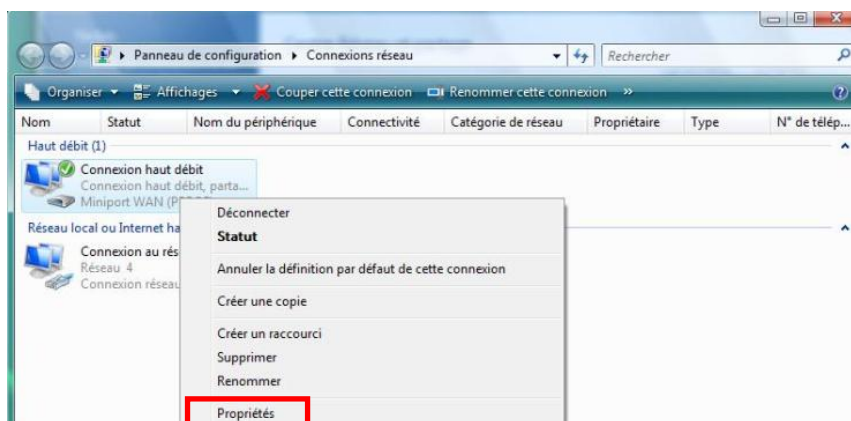 Panneau de configuration ▸ Connexions réseau
Rechercher
Organiser Affichages Couper cette connexion Renommer cette connexion »
Nom Statut Nom du périphérique Connectivité Catégorie de réseau Propriétaire Type N° de télép...
Haut débit (1)
Connexion haut débit
Connexion haut débit, parta...
Miniport WAN
Réseau local ou Internet
Connexion au
Réseau 4
Connexion
Déconnecter
Statut
Annuler la définition par défaut de cette connexion
Créer une copie
Créer un raccourci
Supprimer
Renommer
Propriétés